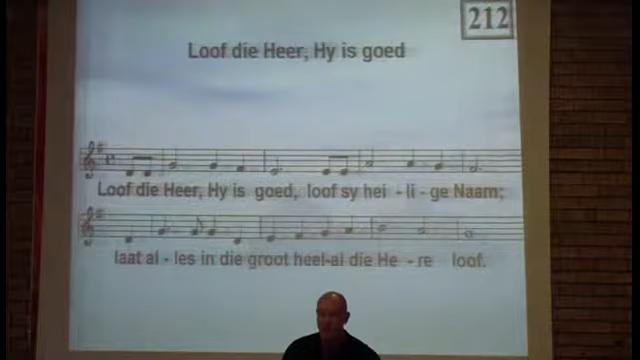 212
Loof die Heer, Hy is goed
Loof die Heer, Hy is goed, loof sy hei - li - ge Naam;
laat al - les in die groot heel-al die He - re loof.